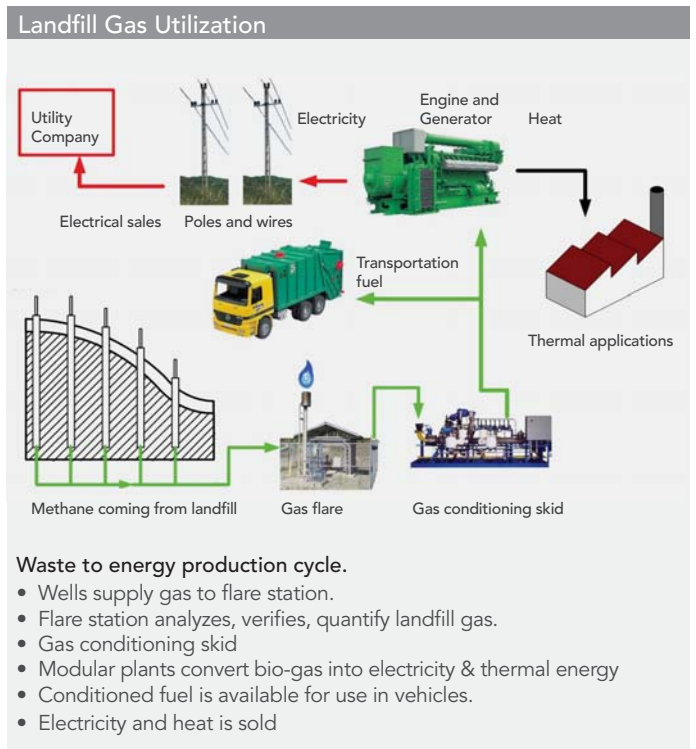 Landfill Gas Utilization
Utility
Company
Electricity
Engine and
Generator
Heat
Electrical sales
Poles and wires
Transportation
fuel
Thermal applications
Methane coming from landfill
Gas flare
Gas conditioning skid
Waste to energy production cycle.
• Wells supply gas to flare station.
• Flare station analyzes, verifies, quantify landfill gas.
• Gas conditioning skid
• Modular plants convert bio-gas into electricity & thermal energy
• Conditioned fuel is available for use in vehicles.
• Electricity and heat is sold